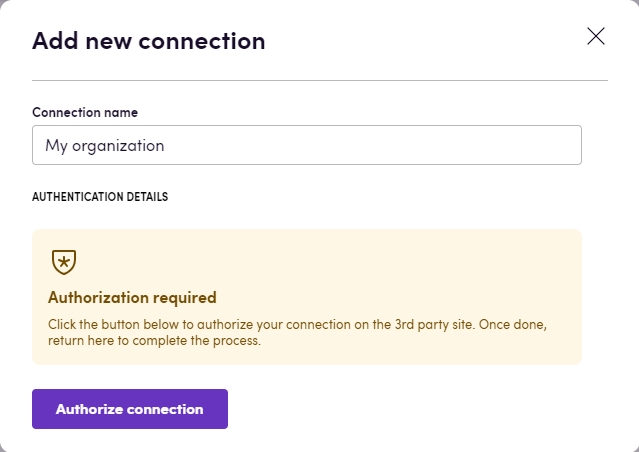 Add new connection
Connection name
My organization
AUTHENTICATION DETAILS
Authorization required
Click the button below to authorize your connection on the 3rd party site. Once done,
return here to complete the process.
Authorize connection